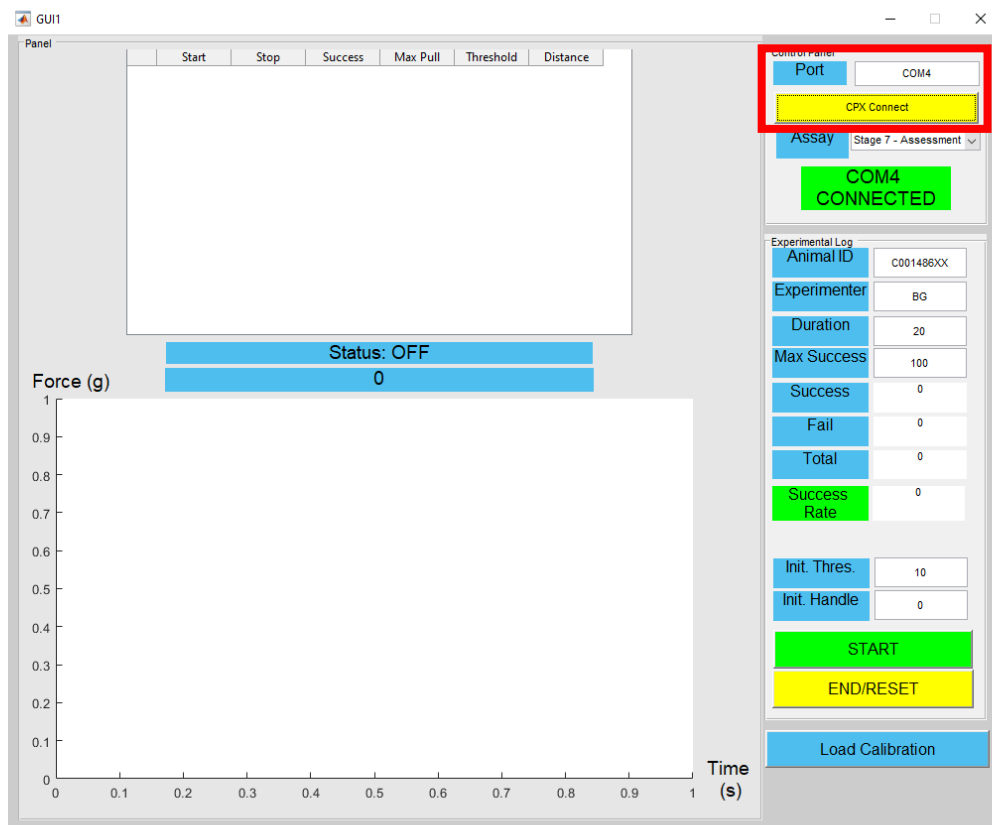 GUI1
Panel
Start Stop Success Max Pull Threshold Distance
Status: OFF
0
Force (g)
1
0.9
0.8
0.7
0.6
0.5
0.4
0.3
0.2
0.1
0
0 0.1 0.2 0.3 0.4 0.5 0.6 0.7 0.8 0.9 1
Time
(s)
Control Panel
Port COM4
CPX Connect
Assay Stage 7 - Assessment
COM4
CONNECTED
Experimental Log
Animal ID C001486XX
Experimenter BG
Duration 20
Max Success 100
Success 0
Fail 0
Total 0
Success 0
Rate
Init. Thres. 10
Init. Handle 0
START
END/RESET
Load Calibration